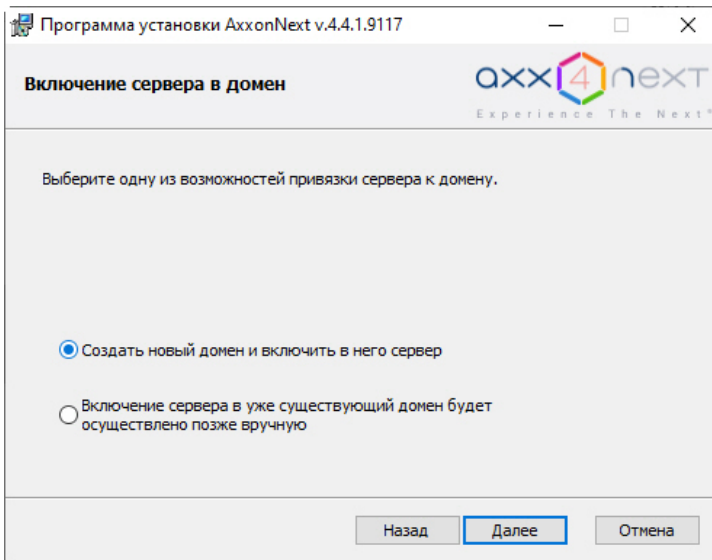 Программа установки AxxonNext v.4.4.1.9117
Включение сервера в домен
axx4next
Experience The Next®
Выберите одну из возможностей привязки сервера к домену.
Создать новый домен и включить в него сервер
Включение сервера в уже существующий домен будет
осуществлено позже вручную
Назад
Далее
Отмена